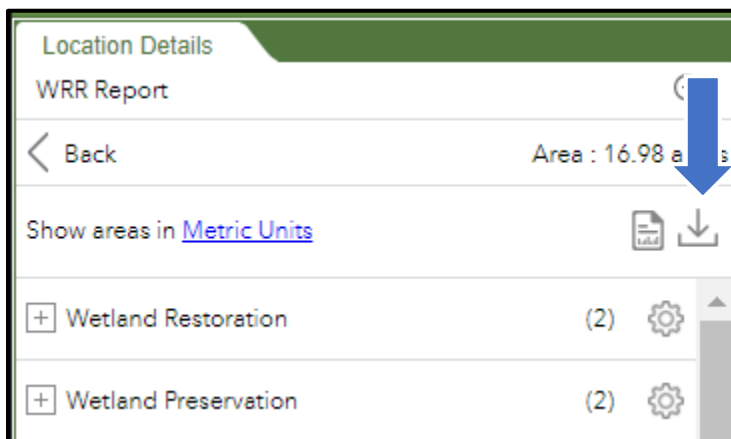 Location Details
WRR Report
Back
Area : 16.98
Show areas in Metric Units
Wetland Restoration (2)
Wetland Preservation (2)